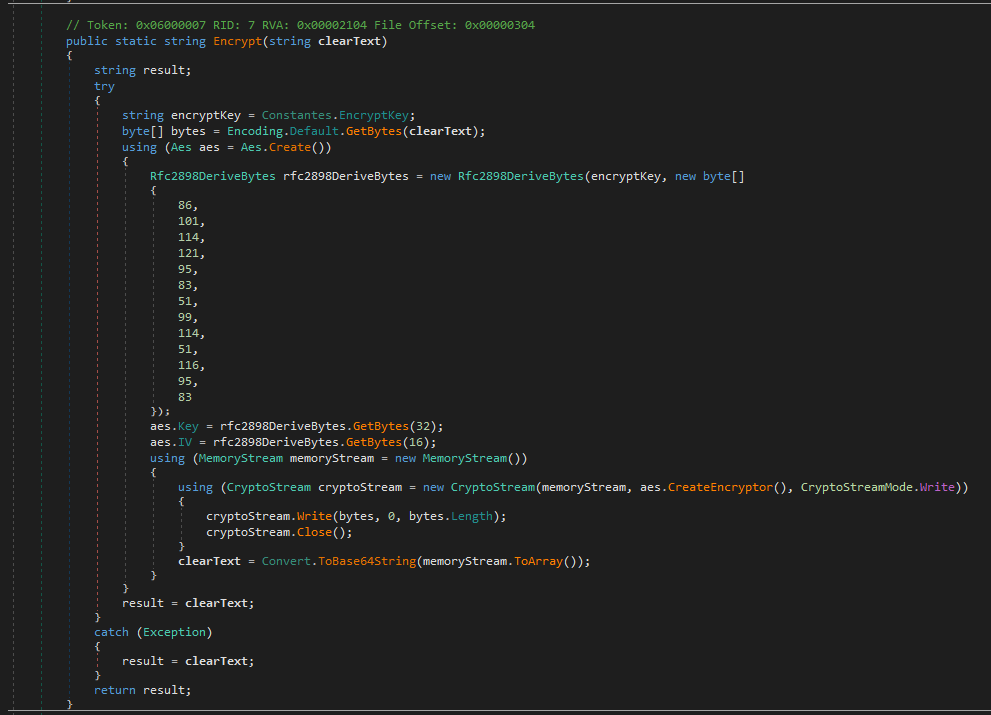 // Token: 0x06000007 RID: 7 RVA: 0x00002104 File Offset: 0x00000304
public static string Encrypt(string clearText)
{
string result;
try
{
string encryptKey = Constantes.EncryptKey;
byte[] bytes = Encoding.Default.GetBytes(clearText);
using (Aes aes = Aes.Create())
{
Rfc2898DeriveBytes rfc2898DeriveBytes = new Rfc2898DeriveBytes(encryptKey, new byte[]
{
86,
101,
114,
121,
95,
83,
51,
99,
114,
51,
116,
95,
83
});
aes.Key = rfc2898DeriveBytes.GetBytes(32);
aes.IV = rfc2898DeriveBytes.GetBytes(16);
using (MemoryStream memoryStream = new MemoryStream())
{
using (CryptoStream cryptoStream = new CryptoStream(memoryStream, aes.CreateEncryptor(), CryptoStreamMode.Write))
{
cryptoStream.Write(bytes, 0, bytes.Length);
cryptoStream.Close();
}
clearText = Convert.ToBase64String(memoryStream.ToArray());
}
}
result = clearText;
}
catch (Exception)
{
result = clearText;
}
return result;
}